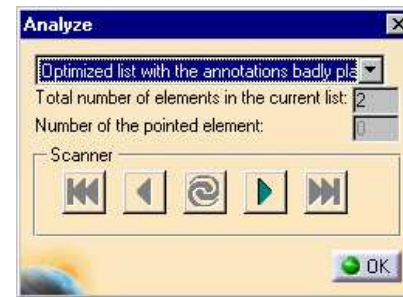 Analyze
Optimized list with the annotations badly pla
Total number of elements in the current list: 2
Number of the pointed element: 0
Scanner
OK